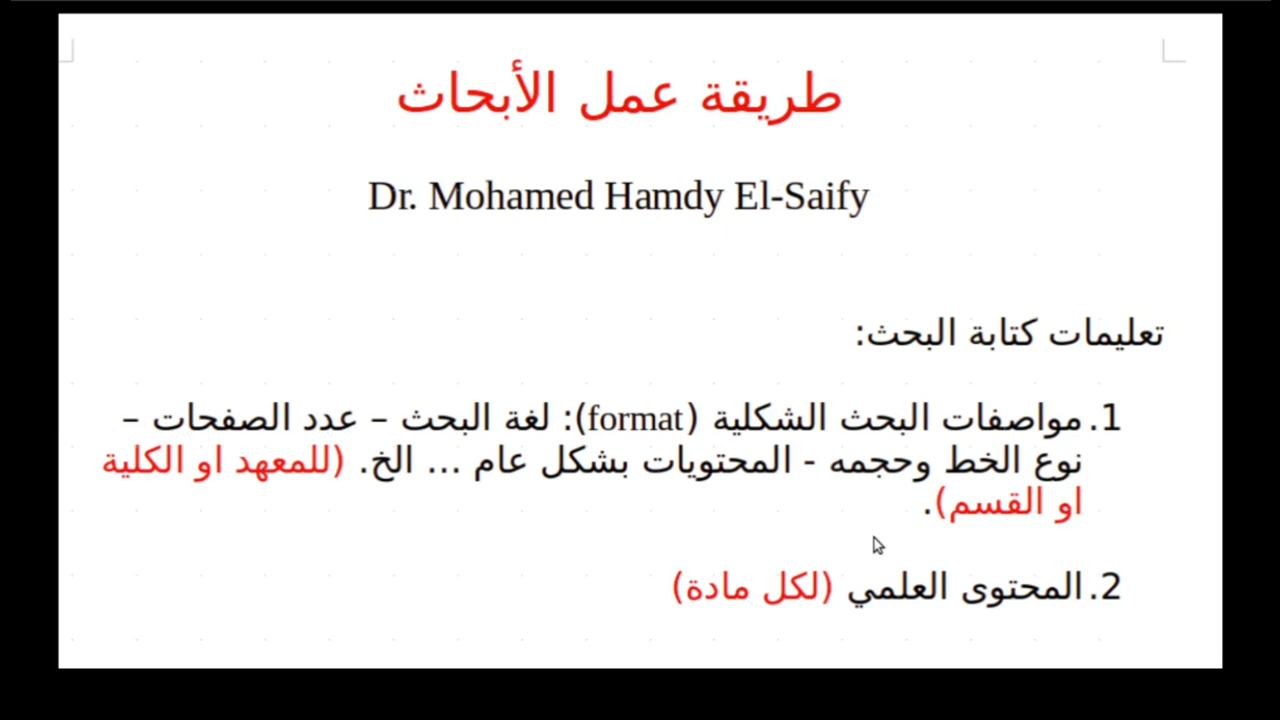 طريقة عمل الأبحاث
Dr. Mohamed Hamdy El-Saify
تعليمات كتابة البحث:
1. مواصفات البحث الشكلية (format): لغة البحث – عدد الصفحات –
نوع الخط وحجمه - المحتويات بشكل عام ... الخ. (للمعهد او الكلية
او القسم).
2. المحتوى العلمي (لكل مادة)